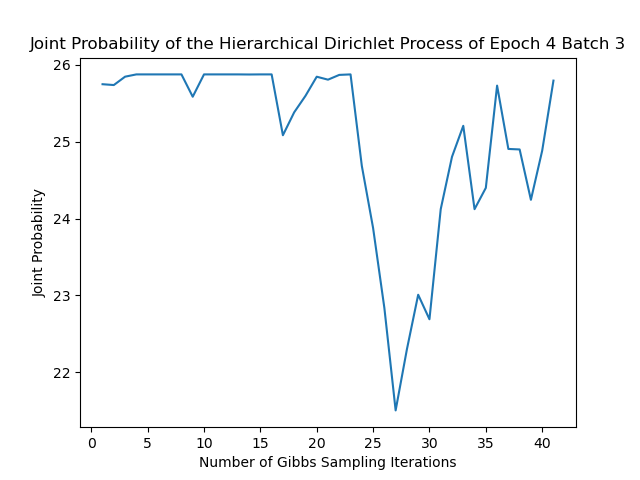 Joint Probability of the Hierarchical Dirichlet Process of Epoch 4 Batch 3
26
25
24
23
22
Joint Probability
0 5 10 15 20 25 30 35 40
Number of Gibbs Sampling Iterations